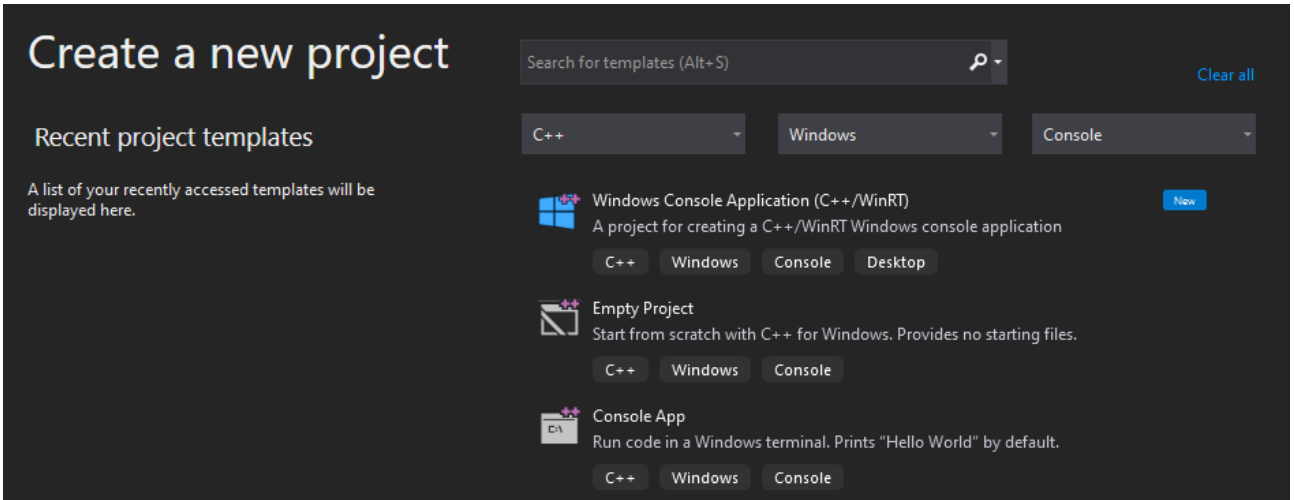 Create a new project
Search for templates (Alt+S)
Clear all
Recent project templates
C++
Windows
Console
A list of your recently accessed templates will be
displayed here.
Windows Console Application (C++/WinRT)
New
A project for creating a C++/WinRT Windows console application
C++ Windows Console Desktop
Empty Project
Start from scratch with C++ for Windows. Provides no starting files.
C++ Windows Console
C:\
Console App
Run code in a Windows terminal. Prints "Hello World" by default.
C++ Windows Console